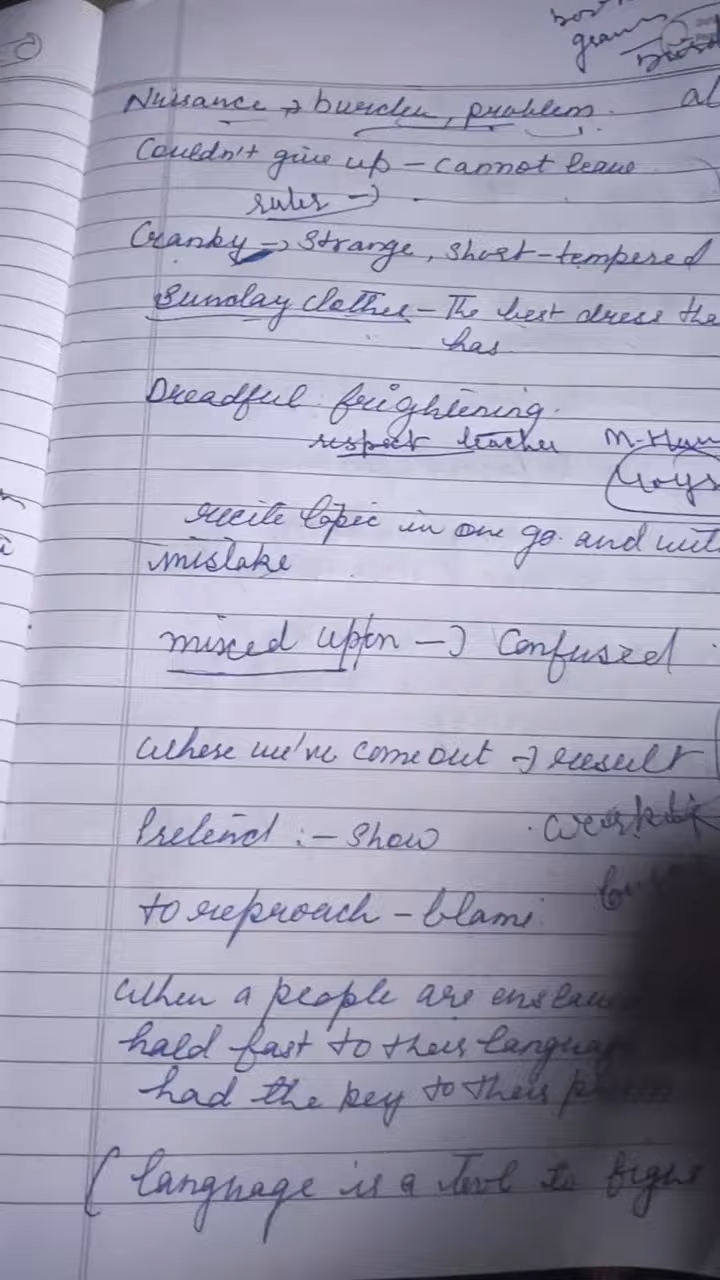 gram
al
Nuisance → burden, problem.
Couldn't give up - cannot leave
rules →
Cranky → strange, short-tempered
Sunday clothes - The best dress the
has
Dreadful : frightening.
respect teacher M. Ham
recite topic in one go. and
mistake
mixed upon → Confused
Where we've come out → result
Pretend :- Show
to reproach - blame
When a people are
hold fast to their
had the key to their
(language is a tool to